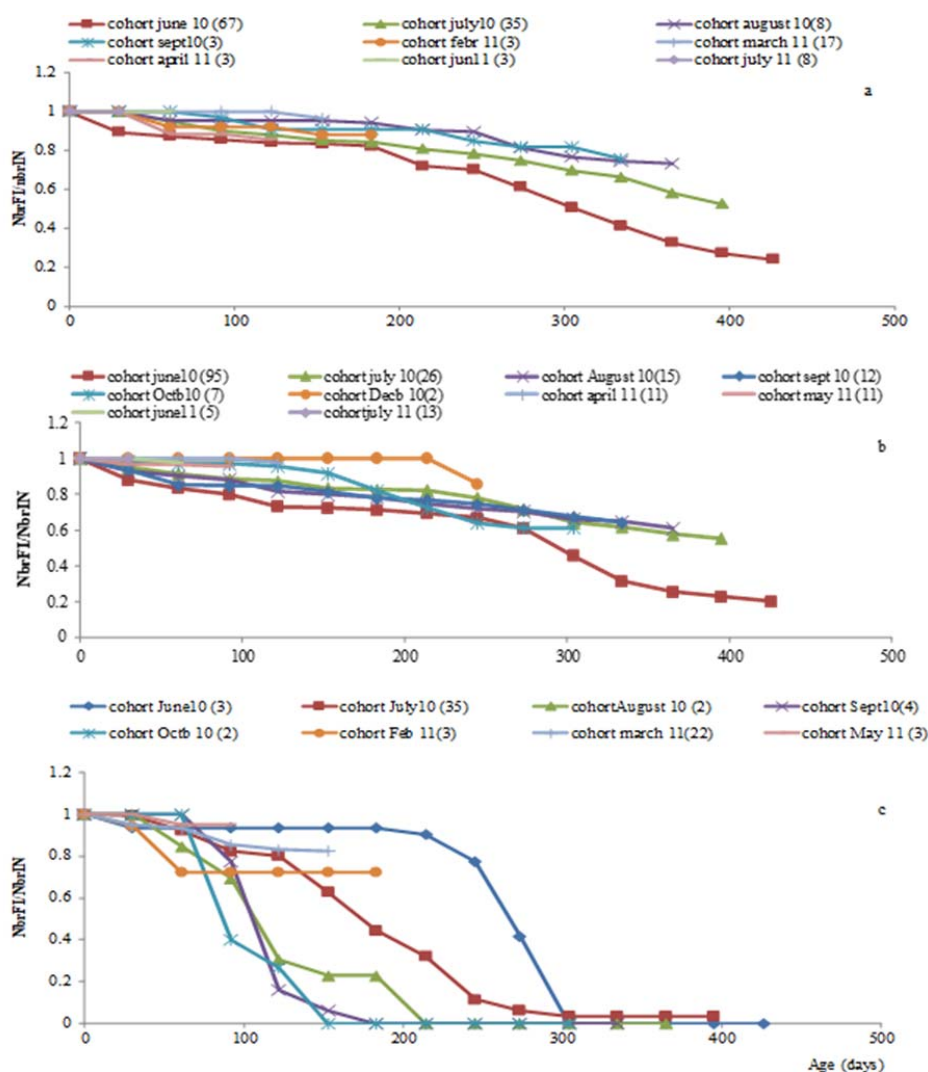 cohort june 10 (67) cohort july10 (35) cohort august 10(8)
cohort sept10(3) cohort febr 11(3) cohort march 11 (17)
cohort april 11 (3) cohort jun11 (3) cohort july 11 (8)
a
1.2
1
0.8
0.6
0.4
0.2
0
NbrFI/nbrIN
0 100 200 300 400 500
cohort june10 (95) cohort july 10(26) cohort August 10(15) cohort sept 10 (12)
cohort Octb10 (7) cohort Decb 10(2) cohort april 11 (11) cohort may 11 (11)
cohort june11 (5) cohortjuly 11 (13)
b
1.2
1
0.8
0.6
0.4
0.2
0
NbrFI/NbrIN
0 100 200 300 400 500
cohort June10 (3) cohort July10 (35) cohortAugust 10 (2) cohort Sept10(4)
cohort Octb 10 (2) cohort Feb 11(3) cohort march 11(22) cohort May 11 (3)
c
1.2
1
0.8
0.6
0.4
0.2
0
NbrFI/NbrIN
0 100 200 300 400 500
Age (days)